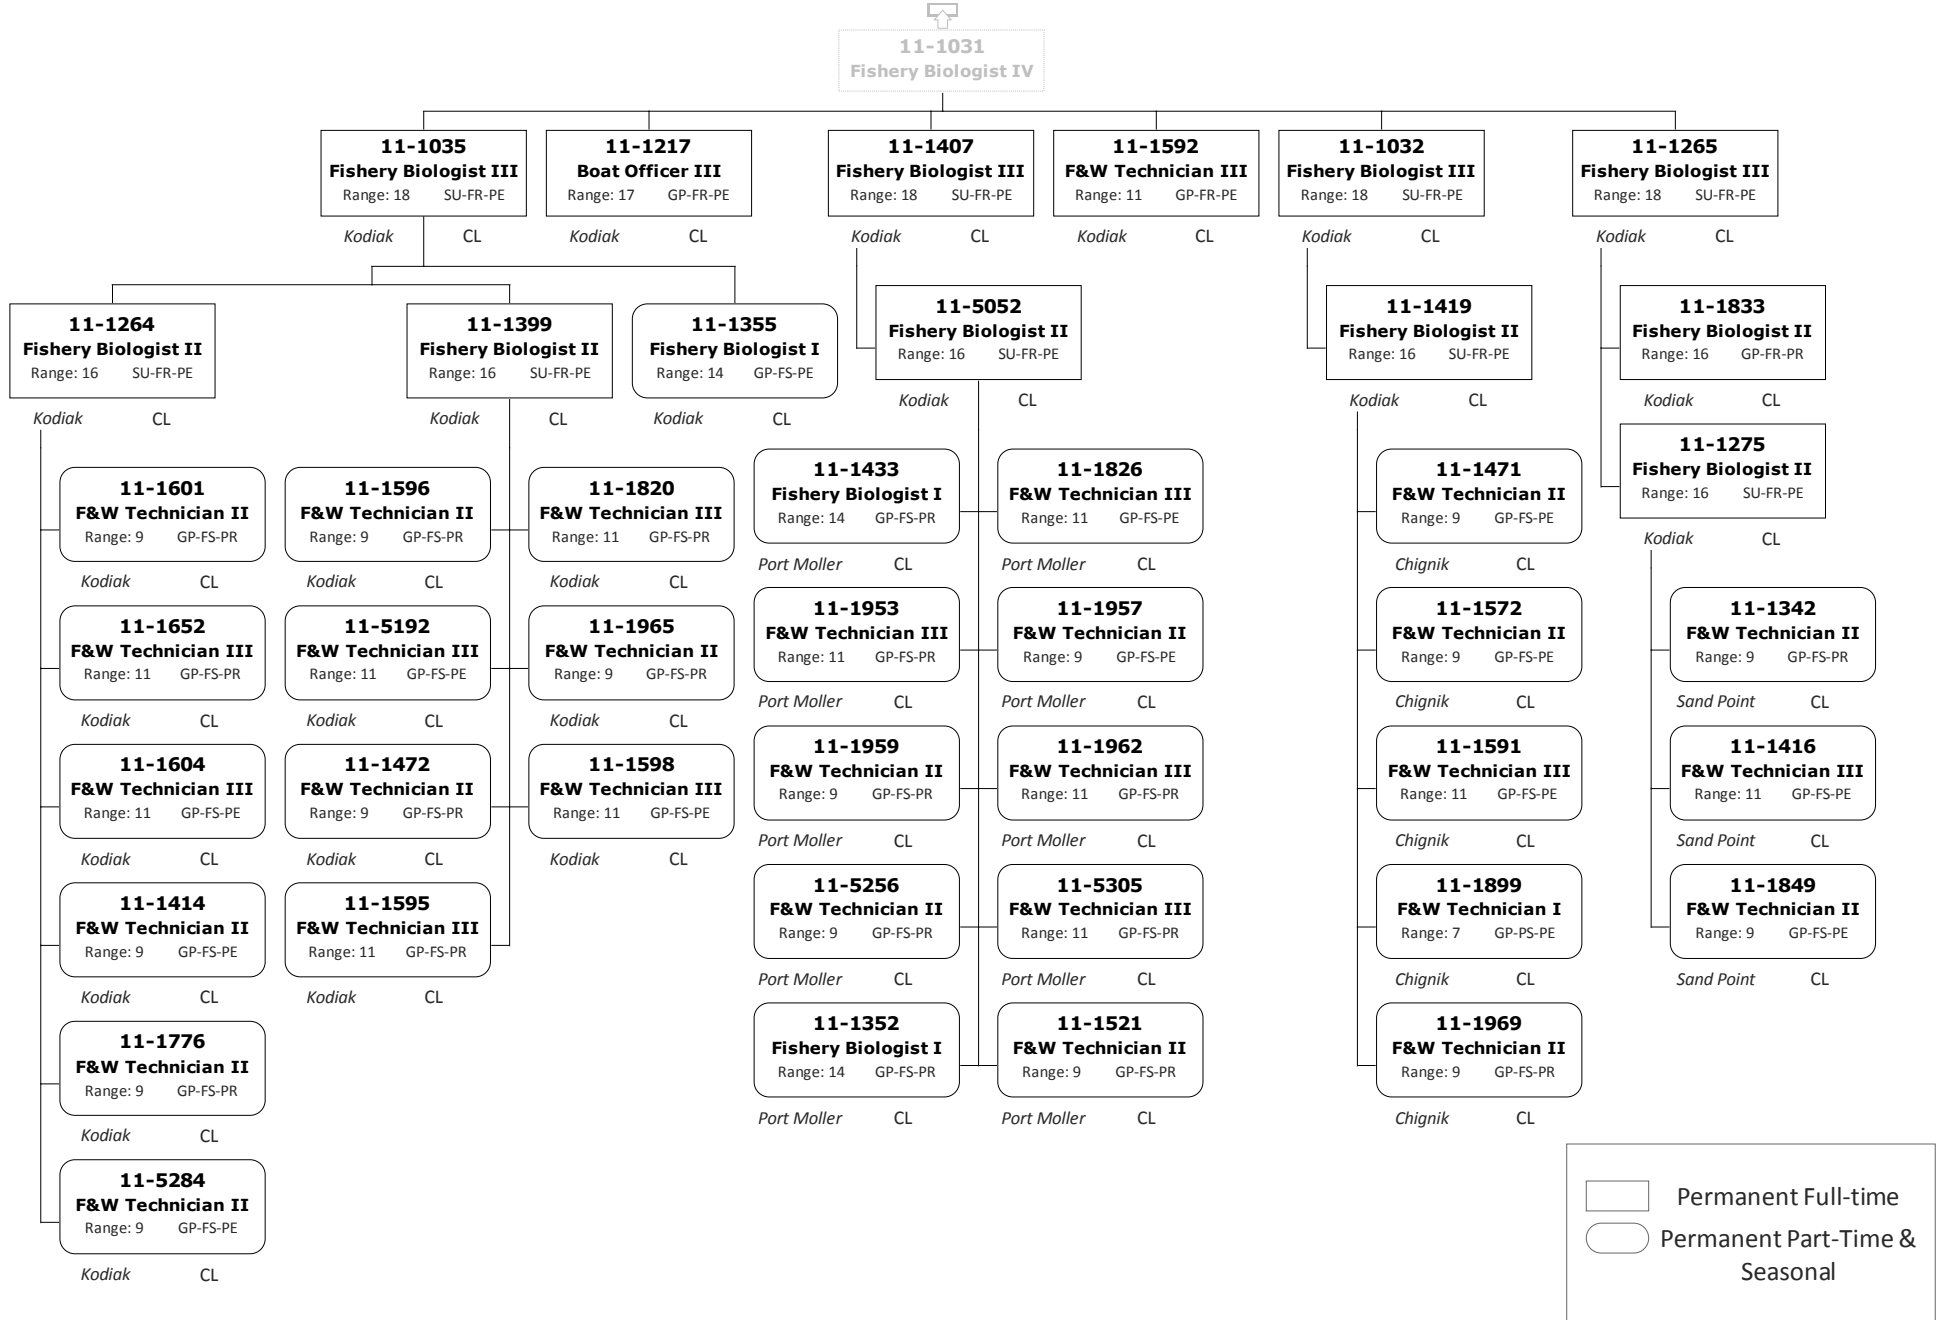 11-1031
Fishery Biologist IV
11-1035
Fishery Biologist III
Range: 18 SU-FR-PE
Kodiak CL
11-1217
Boat Officer III
Range: 17 GP-FR-PE
Kodiak CL
11-1407
Fishery Biologist III
Range: 18 SU-FR-PE
Kodiak CL
11-1592
F&W Technician III
Range: 11 GP-FR-PE
Kodiak CL
11-1032
Fishery Biologist III
Range: 18 SU-FR-PE
Kodiak CL
11-1265
Fishery Biologist III
Range: 18 SU-FR-PE
Kodiak CL
11-1264
Fishery Biologist II
Range: 16 SU-FR-PE
Kodiak CL
11-1399
Fishery Biologist II
Range: 16 SU-FR-PE
Kodiak CL
11-1355
Fishery Biologist I
Range: 14 GP-FS-PE
Kodiak CL
11-5052
Fishery Biologist II
Range: 16 SU-FR-PE
Kodiak CL
11-1419
Fishery Biologist II
Range: 16 SU-FR-PE
Kodiak CL
11-1833
Fishery Biologist II
Range: 16 GP-FR-PR
Kodiak CL
11-1275
Fishery Biologist II
Range: 16 SU-FR-PE
Kodiak CL
11-1601
F&W Technician II
Range: 9 GP-FS-PR
Kodiak CL
11-1652
F&W Technician III
Range: 11 GP-FS-PR
Kodiak CL
11-1604
F&W Technician III
Range: 11 GP-FS-PE
Kodiak CL
11-1414
F&W Technician II
Range: 9 GP-FS-PE
Kodiak CL
11-1776
F&W Technician II
Range: 9 GP-FS-PR
Kodiak CL
11-5284
F&W Technician II
Range: 9 GP-FS-PE
Kodiak CL
11-1596
F&W Technician II
Range: 9 GP-FS-PR
Kodiak CL
11-1820
F&W Technician III
Range: 11 GP-FS-PR
Kodiak CL
11-5192
F&W Technician III
Range: 11 GP-FS-PE
Kodiak CL
11-1965
F&W Technician II
Range: 9 GP-FS-PR
Kodiak CL
11-1472
F&W Technician II
Range: 9 GP-FS-PR
Kodiak CL
11-1598
F&W Technician III
Range: 11 GP-FS-PE
Kodiak CL
11-1595
F&W Technician III
Range: 11 GP-FS-PR
Kodiak CL
11-1433
Fishery Biologist I
Range: 14 GP-FS-PR
Port Moller CL
11-1826
F&W Technician III
Range: 11 GP-FS-PE
Port Moller CL
11-1953
F&W Technician III
Range: 11 GP-FS-PR
Port Moller CL
11-1957
F&W Technician II
Range: 9 GP-FS-PE
Port Moller CL
11-1959
F&W Technician II
Range: 9 GP-FS-PR
Port Moller CL
11-1962
F&W Technician III
Range: 11 GP-FS-PR
Port Moller CL
11-5256
F&W Technician II
Range: 9 GP-FS-PR
Port Moller CL
11-5305
F&W Technician III
Range: 11 GP-FS-PR
Port Moller CL
11-1352
Fishery Biologist I
Range: 14 GP-FS-PR
Port Moller CL
11-1521
F&W Technician II
Range: 9 GP-FS-PR
Port Moller CL
11-1471
F&W Technician II
Range: 9 GP-FS-PE
Chignik CL
11-1572
F&W Technician II
Range: 9 GP-FS-PE
Chignik CL
11-1591
F&W Technician III
Range: 11 GP-FS-PE
Chignik CL
11-1899
F&W Technician I
Range: 7 GP-PS-PE
Chignik CL
11-1969
F&W Technician II
Range: 9 GP-FS-PR
Chignik CL
11-1342
F&W Technician II
Range: 9 GP-FS-PR
Sand Point CL
11-1416
F&W Technician III
Range: 11 GP-FS-PE
Sand Point CL
11-1849
F&W Technician II
Range: 9 GP-FS-PE
Sand Point CL
Permanent Full-time
Permanent Part-Time &
Seasonal